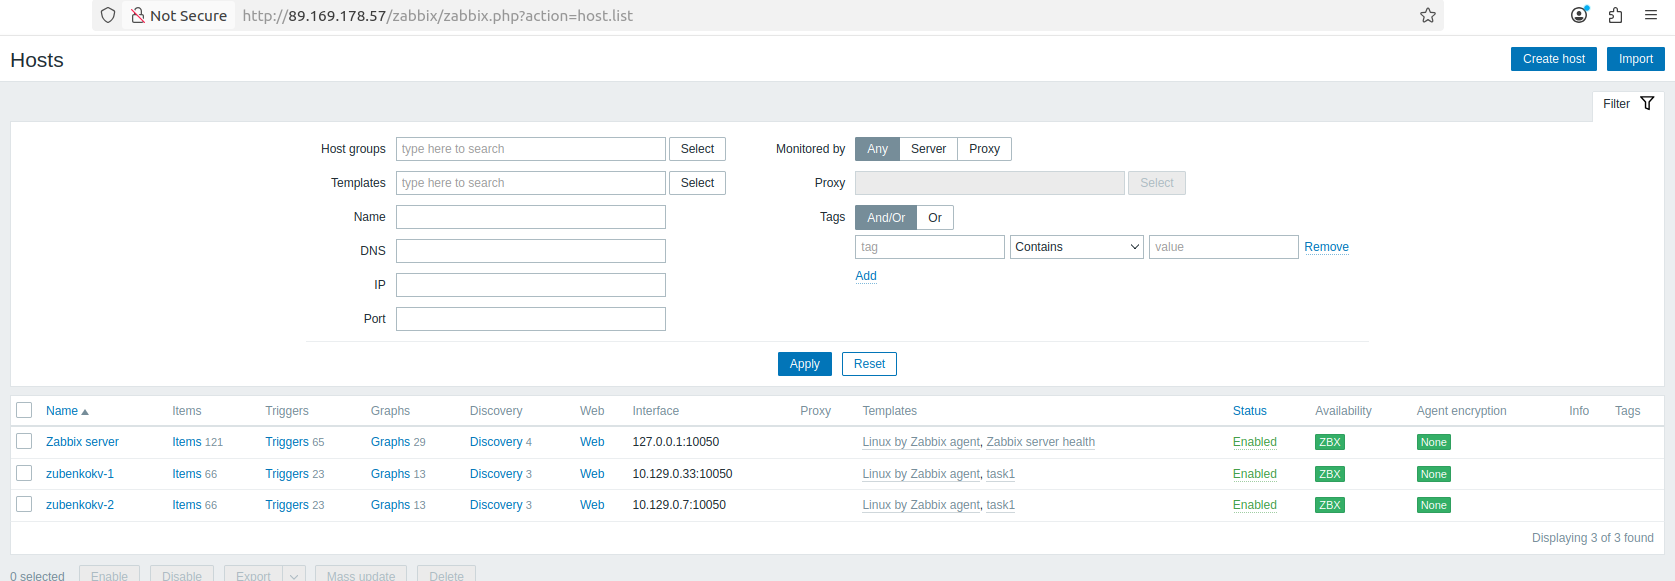 Not Secure http://89.169.178.57/zabbix/zabbix.php?action=host.list
Hosts Create host Import
Filter
Host groups type here to search Select Monitored by Any Server Proxy
Templates type here to search Select Proxy Select
Name Tags And/Or Or
DNS tag Contains value Remove
IP Add
Port
Apply Reset
Name Items Triggers Graphs Discovery Web Interface Proxy Templates Status Availability Agent encryption Info Tags
Zabbix server Items 121 Triggers 65 Graphs 29 Discovery 4 Web 127.0.0.1:10050 Linux by Zabbix agent, Zabbix server health Enabled ZBX None
zubenkokv-1 Items 66 Triggers 23 Graphs 13 Discovery 3 Web 10.129.0.33:10050 Linux by Zabbix agent, task1 Enabled ZBX None
zubenkokv-2 Items 66 Triggers 23 Graphs 13 Discovery 3 Web 10.129.0.7:10050 Linux by Zabbix agent, task1 Enabled ZBX None
Displaying 3 of 3 found
0 selected Enable Disable Export Mass update Delete